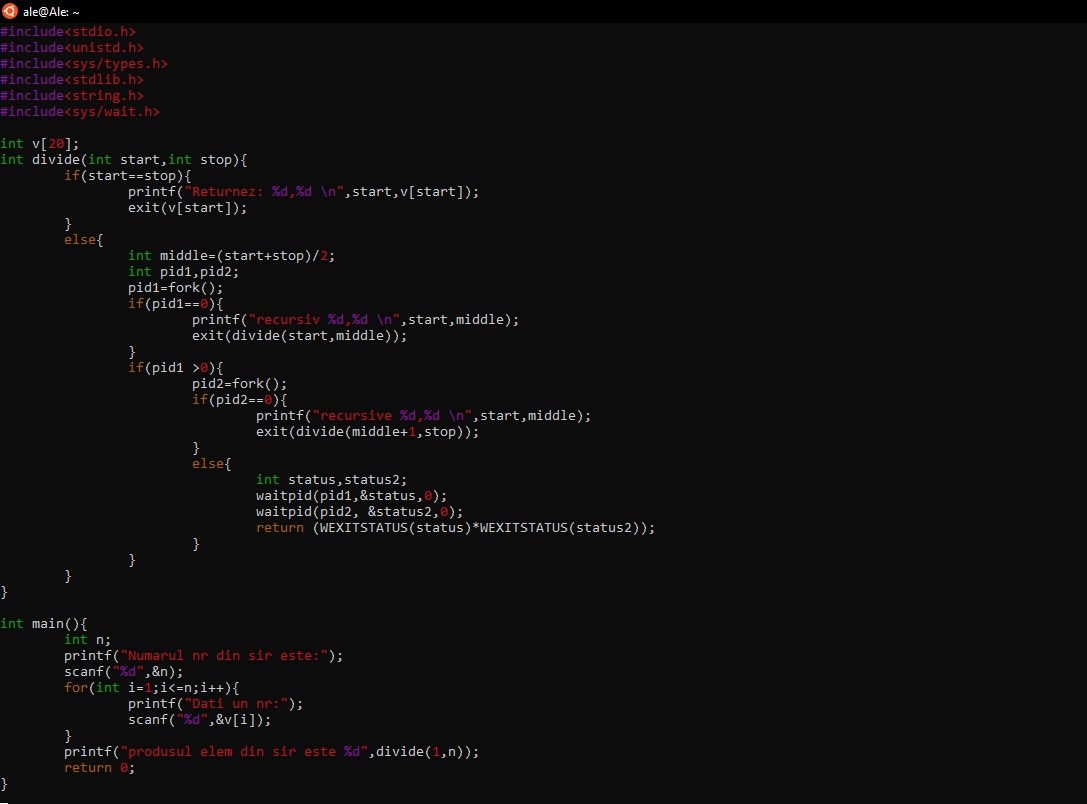 ale@Ale: ~
#include<stdio.h>
#include<unistd.h>
#include<sys/types.h>
#include<stdlib.h>
#include<string.h>
#include<sys/wait.h>

int v[20];
int divide(int start,int stop){
        if(start==stop){
                printf("Returnez: %d,%d \n",start,v[start]);
                exit(v[start]);
        }
        else{
                int middle=(start+stop)/2;
                int pid1,pid2;
                pid1=fork();
                if(pid1==0){
                        printf("recursiv %d,%d \n",start,middle);
                        exit(divide(start,middle));
                }
                if(pid1 >0){
                        pid2=fork();
                        if(pid2==0){
                                printf("recursive %d,%d \n",start,middle);
                                exit(divide(middle+1,stop));
                        }
                        else{
                                int status,status2;
                                waitpid(pid1,&status,0);
                                waitpid(pid2, &status2,0);
                                return (WEXITSTATUS(status)*WEXITSTATUS(status2));
                        }
                }
        }
}

int main(){
        int n;
        printf("Numarul nr din sir este:");
        scanf("%d",&n);
        for(int i=1;i<=n;i++){
                printf("Dati un nr:");
                scanf("%d",&v[i]);
        }
        printf("produsul elem din sir este %d",divide(1,n));
        return 0;
}